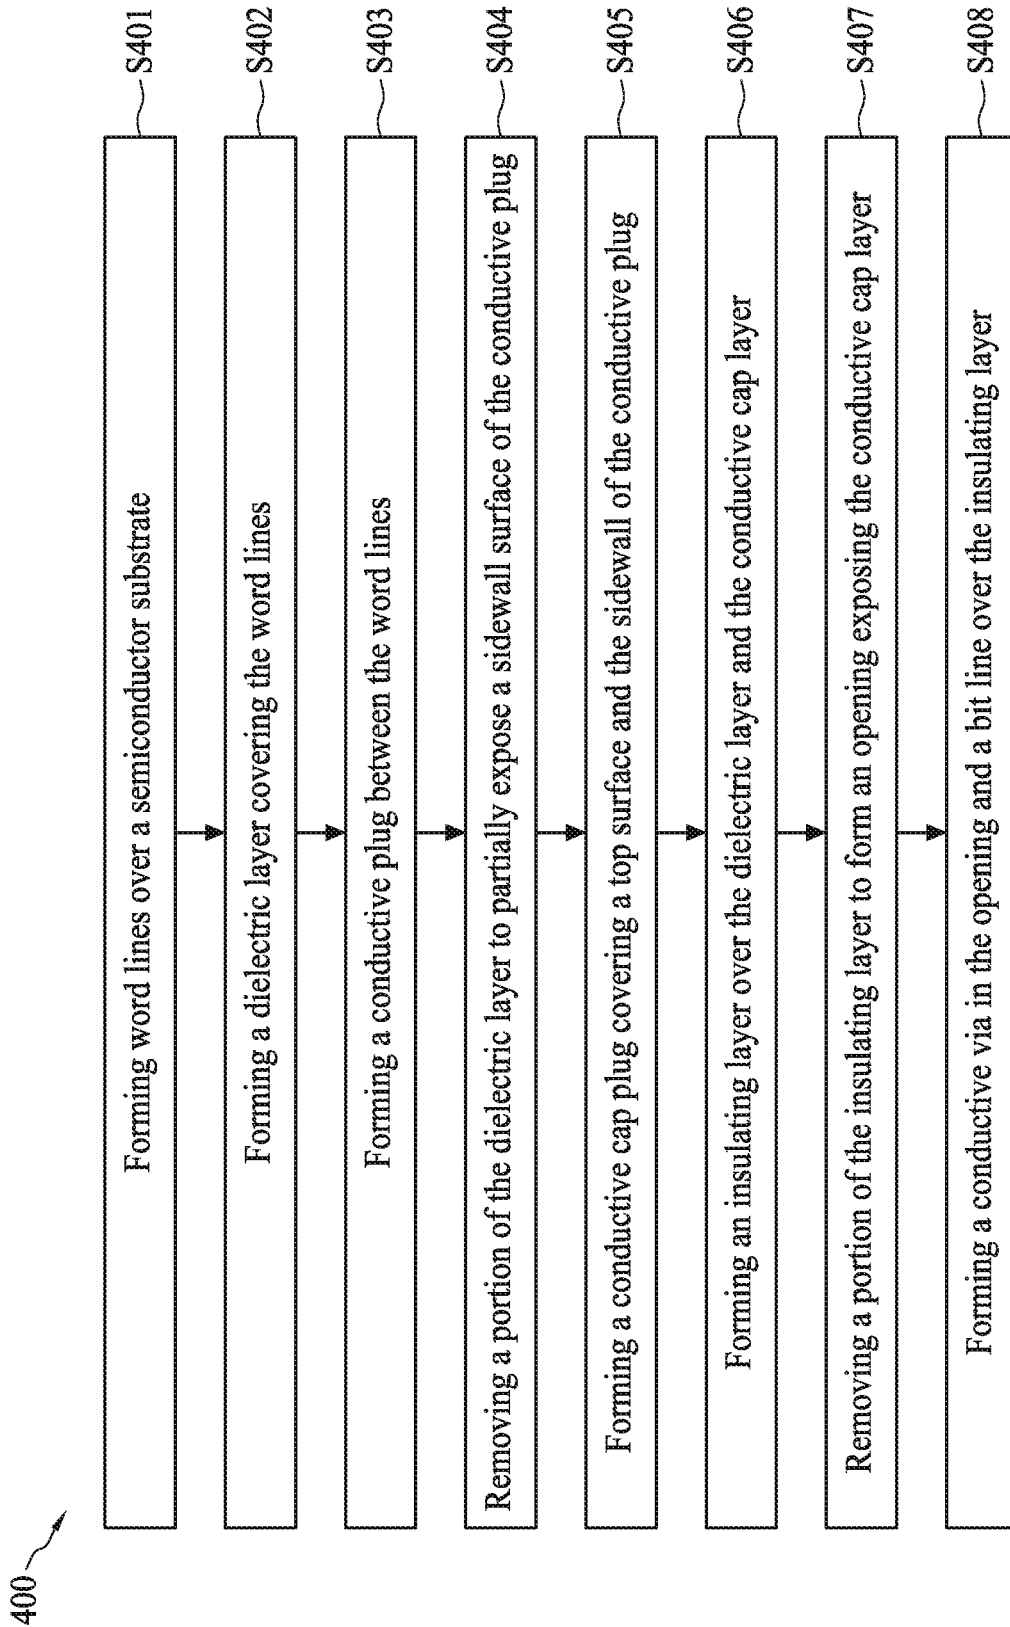 400
Forming word lines over a semiconductor substrate
S401
Forming a dielectric layer covering the word lines
S402
Forming a conductive plug between the word lines
S403
Removing a portion of the dielectric layer to partially expose a sidewall surface of the conductive plug
S404
Forming a conductive cap plug covering a top surface and the sidewall of the conductive plug
S405
Forming an insulating layer over the dielectric layer and the conductive cap layer
S406
Removing a portion of the insulating layer to form an opening exposing the conductive cap layer
S407
Forming a conductive via in the opening and a bit line over the insulating layer
S408